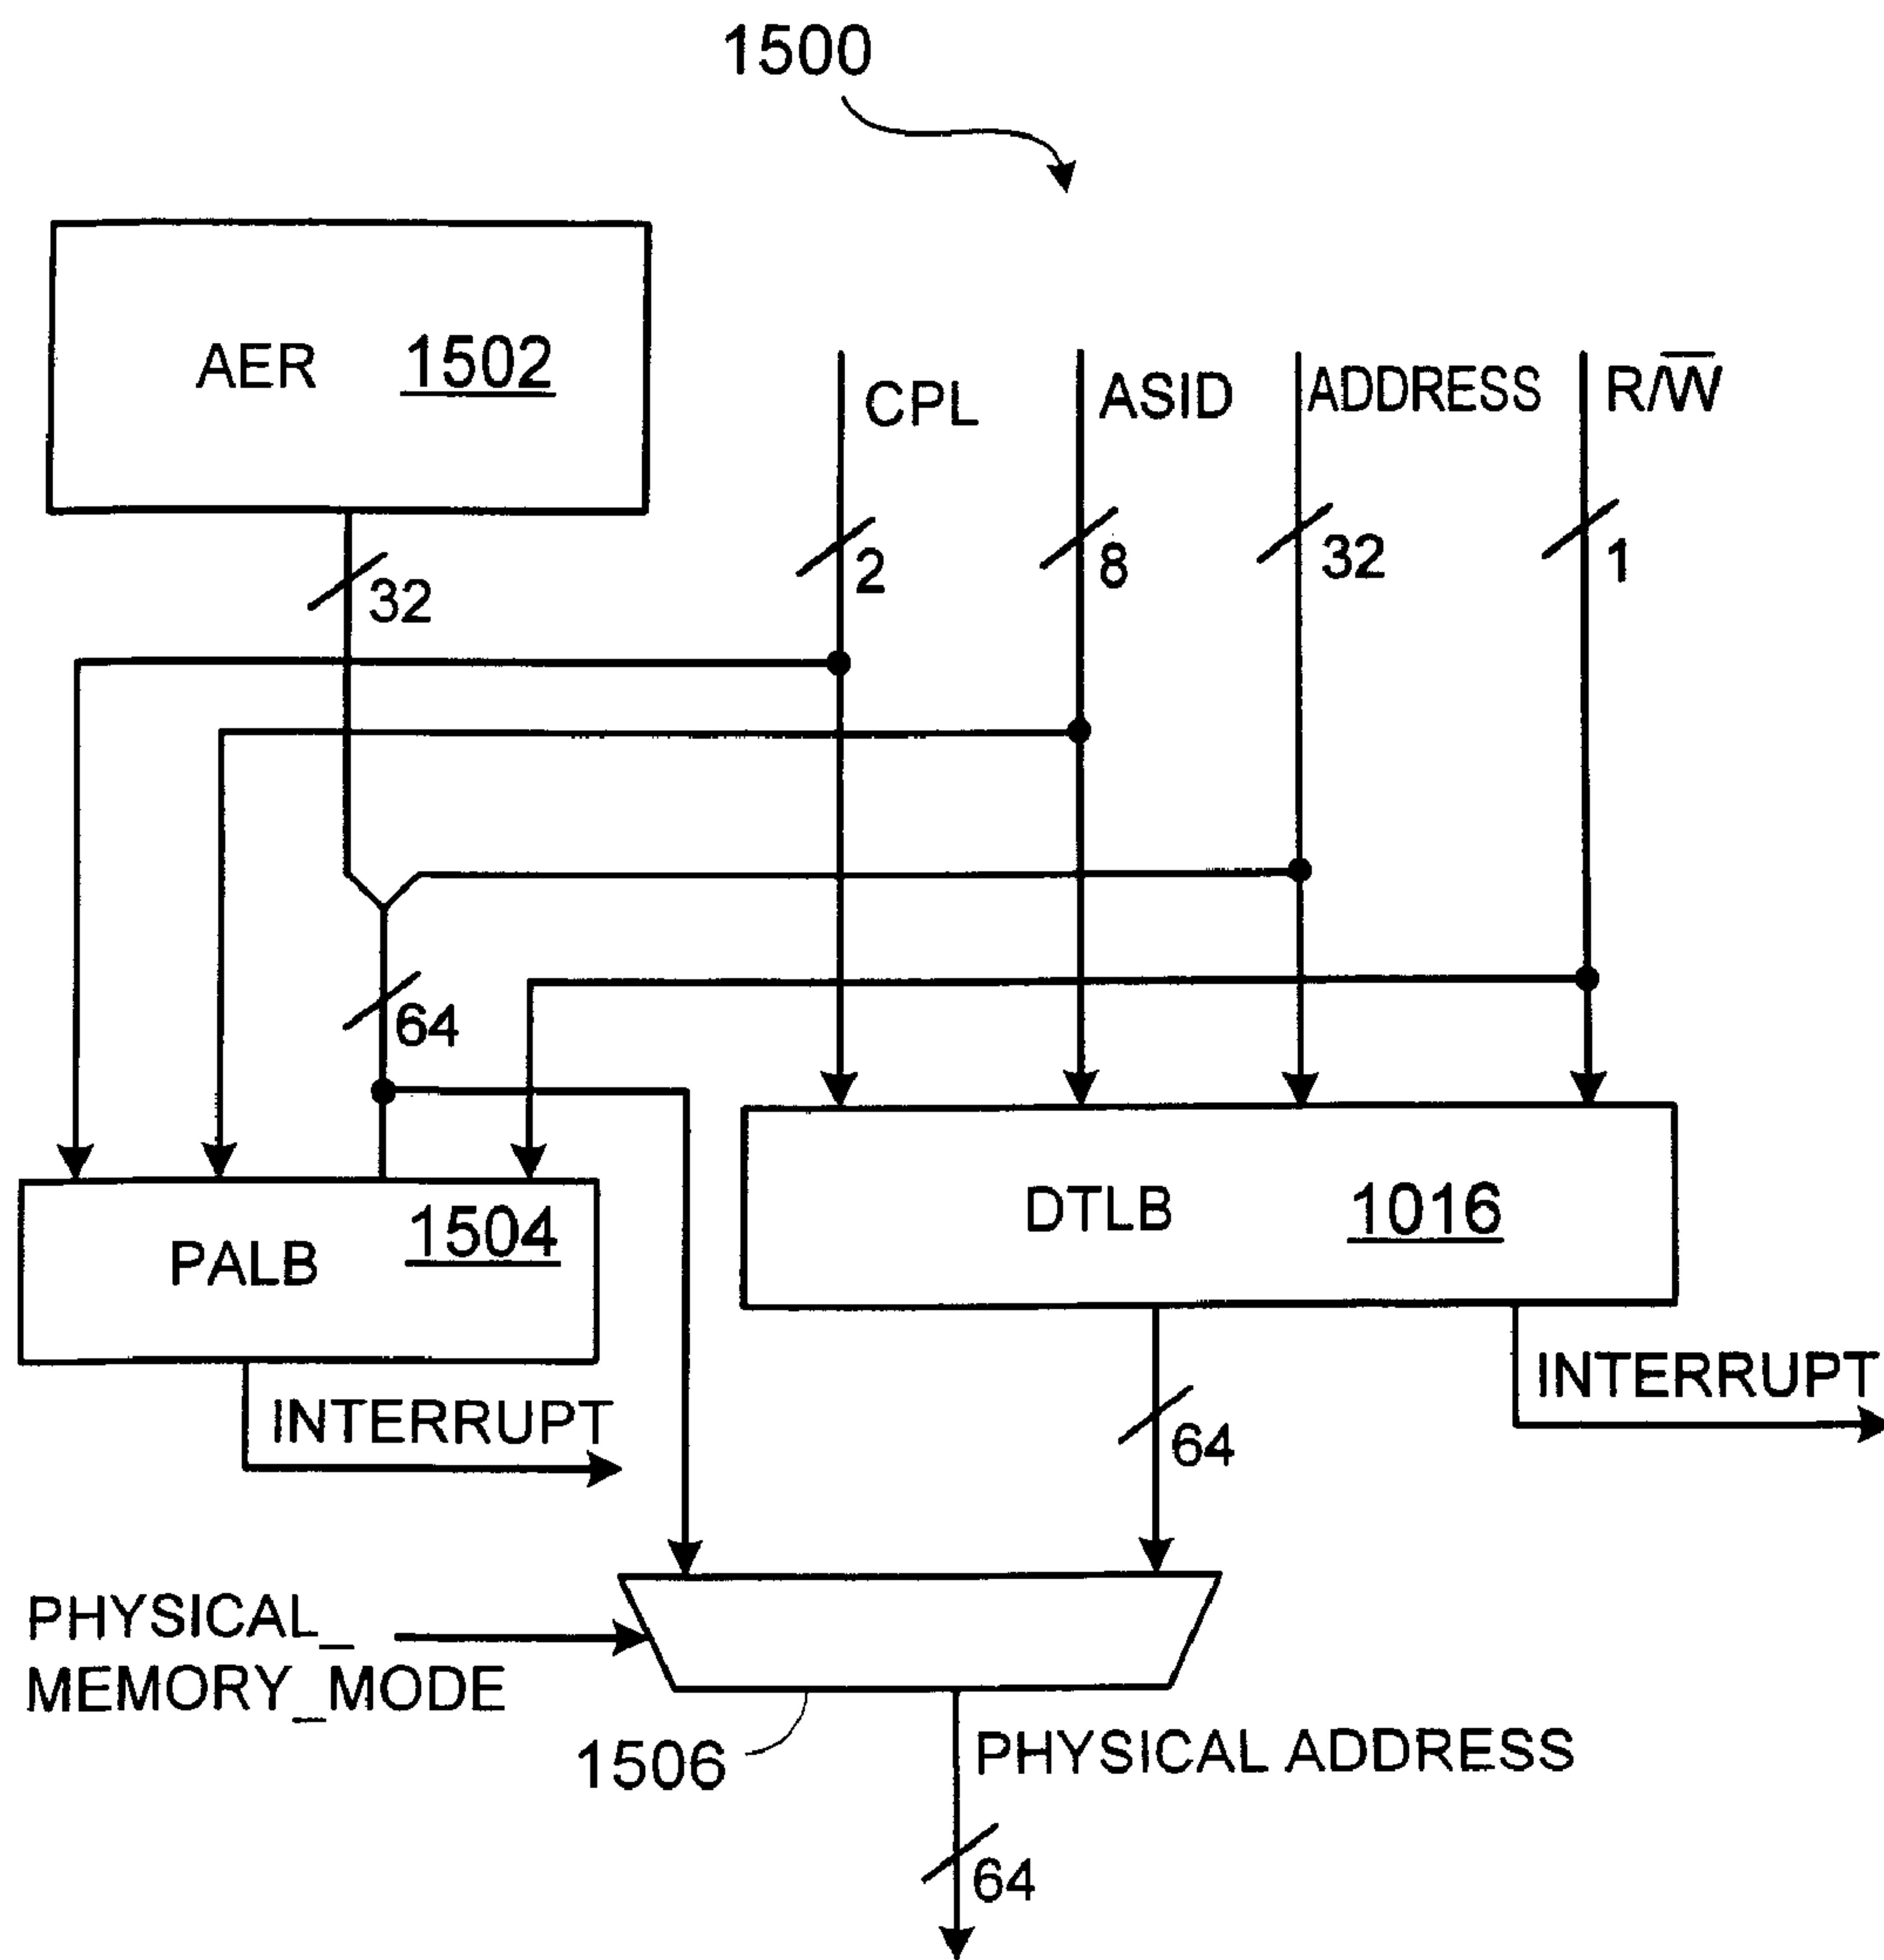 1500
AER 1502
CPL
ASID
ADDRESS
R/W̅
2
8
32
1
32
64
PALB 1504
DTLB 1016
INTERRUPT
INTERRUPT
64
PHYSICAL_
MEMORY_MODE
1506
PHYSICAL ADDRESS
64